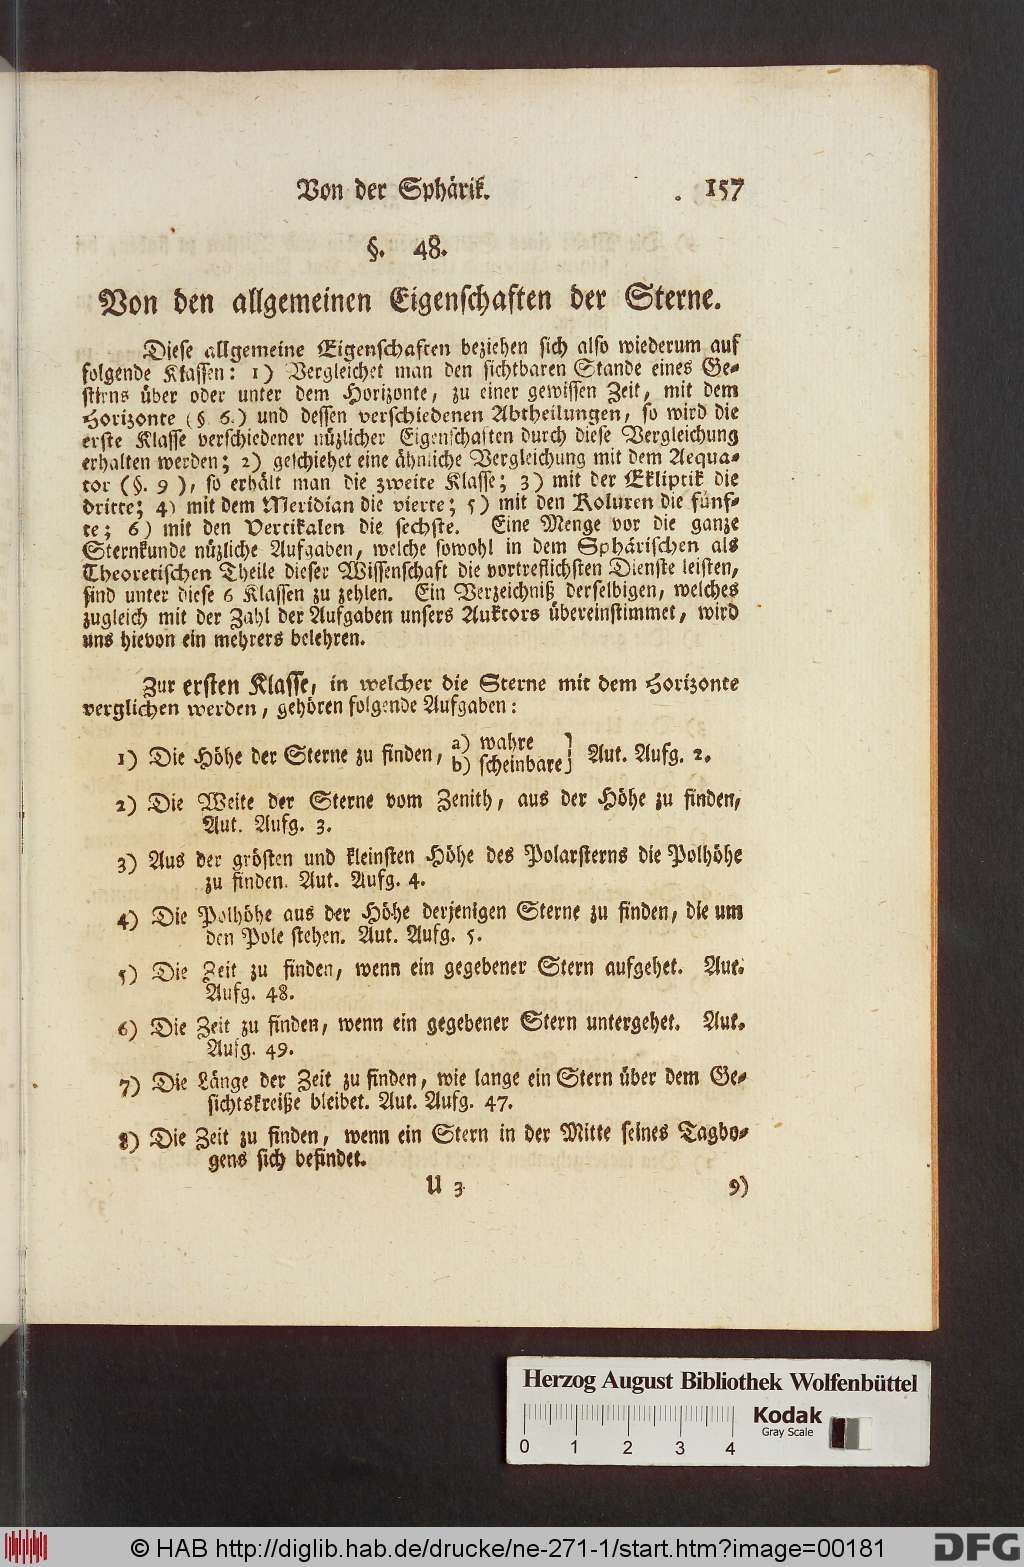 Von der Sphärik. 157
§. 48.
Von den allgemeinen Eigenschaften der Sterne.
Diese allgemeine Eigenschaften beziehen sich also wiederum auf
folgende Klassen: 1) Vergleichet man den sichtbaren Stande eines Ge-
stirns über oder unter dem Horizonte, zu einer gewissen Zeit, mit dem
Horizonte (§ 6.) und dessen verschiedenen Abtheilungen, so wird die
erste Klasse verschiedener nüzlicher Eigenschaften durch diese Vergleichung
erhalten werden; 2) geschiehet eine ähnliche Vergleichung mit dem Aequa-
tor (§. 9), so erhält man die zweite Klasse; 3) mit der Ekliptik die
dritte; 4) mit dem Meridian die vierte; 5) mit den Koluren die fünf-
te; 6) mit den Vertikalen die sechste. Eine Menge vor die ganze
Sternkunde nüzliche Aufgaben, welche sowohl in dem Sphärischen als
Theoretischen Theile dieser Wissenschaft die vortreflichsten Dienste leisten,
sind unter diese 6 Klassen zu zehlen. Ein Verzeichniß derselbigen, welches
zugleich mit der Zahl der Aufgaben unsers Auktors übereinstimmet, wird
uns hievon ein mehrers belehren.
Zur ersten Klasse, in welcher die Sterne mit dem Horizonte
verglichen werden, gehören folgende Aufgaben:
1) Die Höhe der Sterne zu finden, a) wahre b) scheinbare} Aut. Aufg. 2.
2) Die Weite der Sterne vom Zenith, aus der Höhe zu finden,
Aut. Aufg. 3.
3) Aus der grösten und kleinsten Höhe des Polarsterns die Polhöhe
zu finden. Aut. Aufg. 4.
4) Die Polhöhe aus der Höhe derjenigen Sterne zu finden, die um
den Pole stehen. Aut. Aufg. 5.
5) Die Zeit zu finden, wenn ein gegebener Stern aufgehet. Aut.
Aufg. 48.
6) Die Zeit zu finden, wenn ein gegebener Stern untergehet. Aut.
Aufg. 49.
7) Die Länge der Zeit zu finden, wie lange ein Stern über dem Ge-
sichtskreiße bleibet. Aut. Aufg. 47.
8) Die Zeit zu finden, wenn ein Stern in der Mitte seines Tagbo-
gens sich befindet.
U 3 9)
Herzog August Bibliothek Wolfenbüttel
Kodak
Gray Scale
0 1 2 3 4
© HAB http://diglib.hab.de/drucke/ne-271-1/start.htm?image=00181
DFG